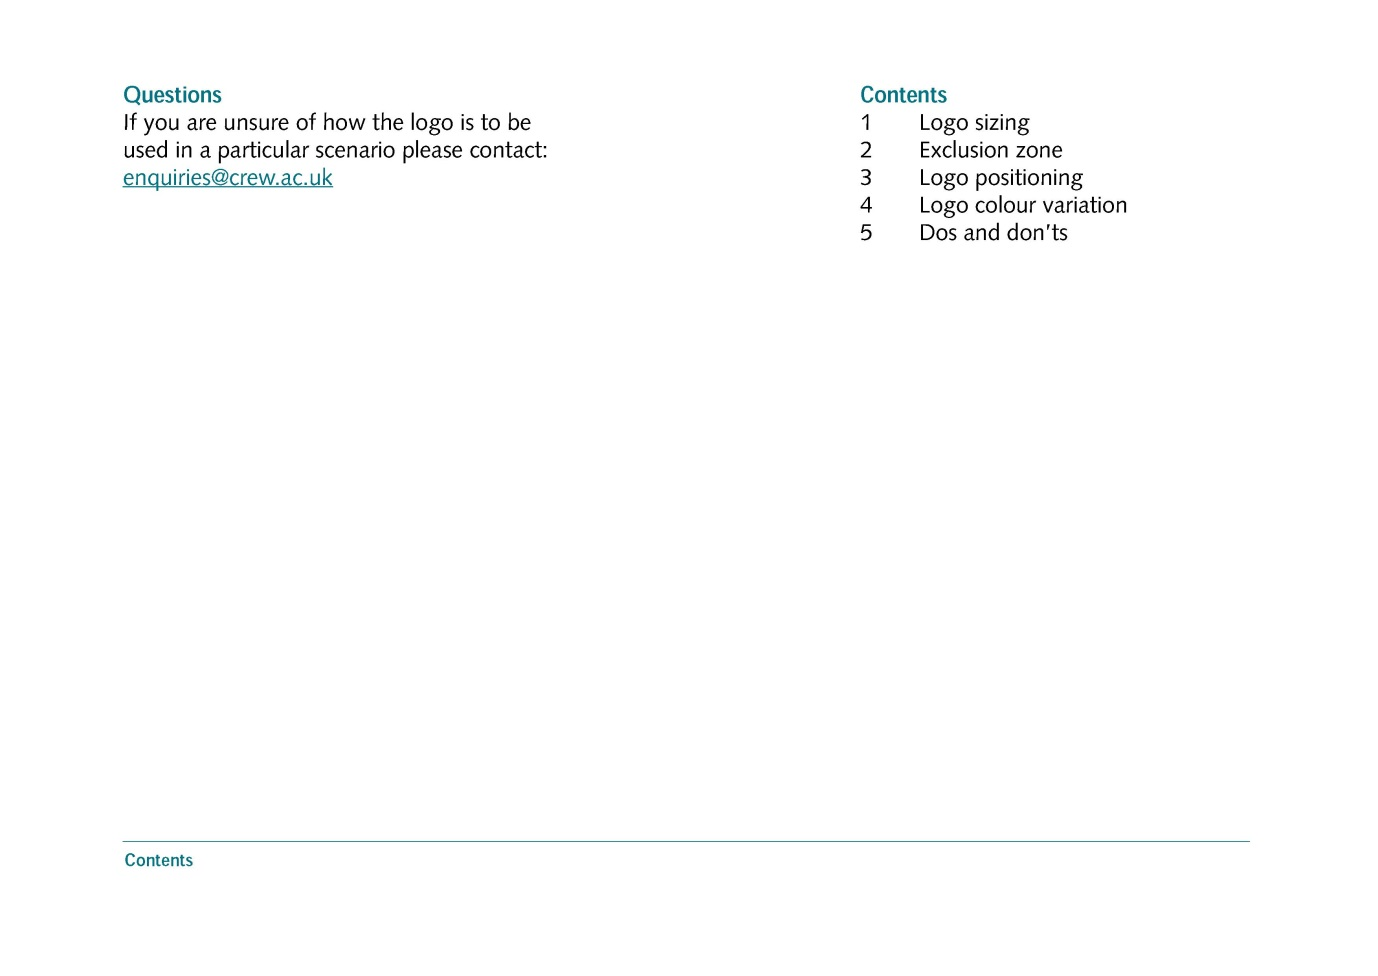 Questions
If you are unsure of how the logo is to be
used in a particular scenario please contact:
enquiries@crew.ac.uk
Contents
1 Logo sizing
2 Exclusion zone
3 Logo positioning
4 Logo colour variation
5 Dos and don’ts
Contents